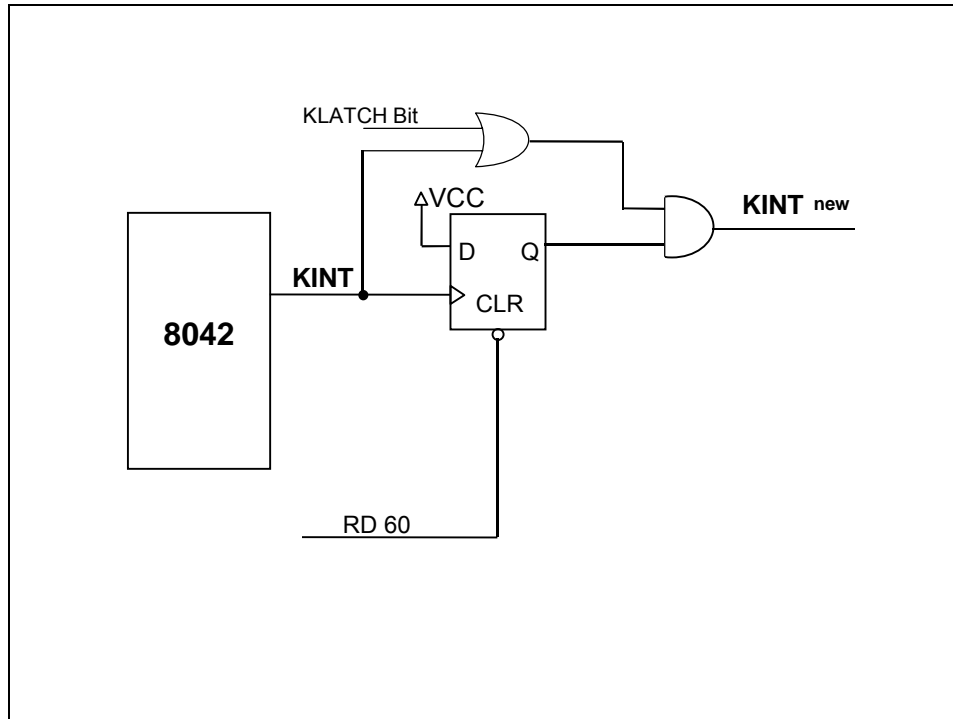 KLATCH Bit
VCC
KINT new
D Q
KINT
CLR
8042
RD 60